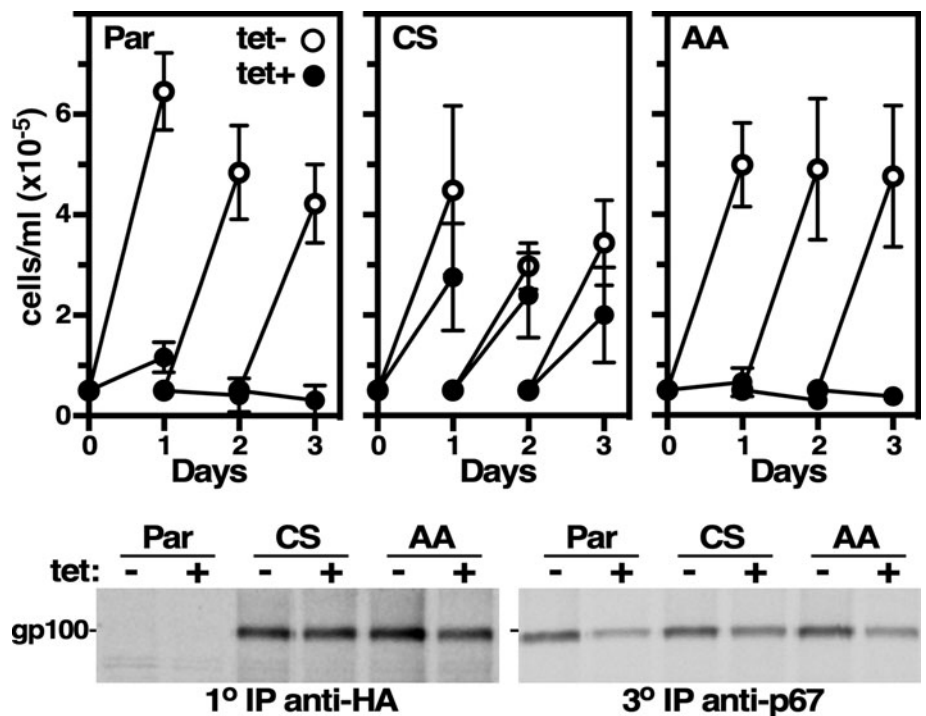 Par
tet-
tet+
CS
AA
cells/ml (x10-5)
6
4
2
0
0 1 2 3
Days
0 1 2 3
Days
0 1 2 3
Days
Par CS AA
tet: - + - + - +
gp100-
1º IP anti-HA
Par CS AA
- + - + - +
-
3º IP anti-p67